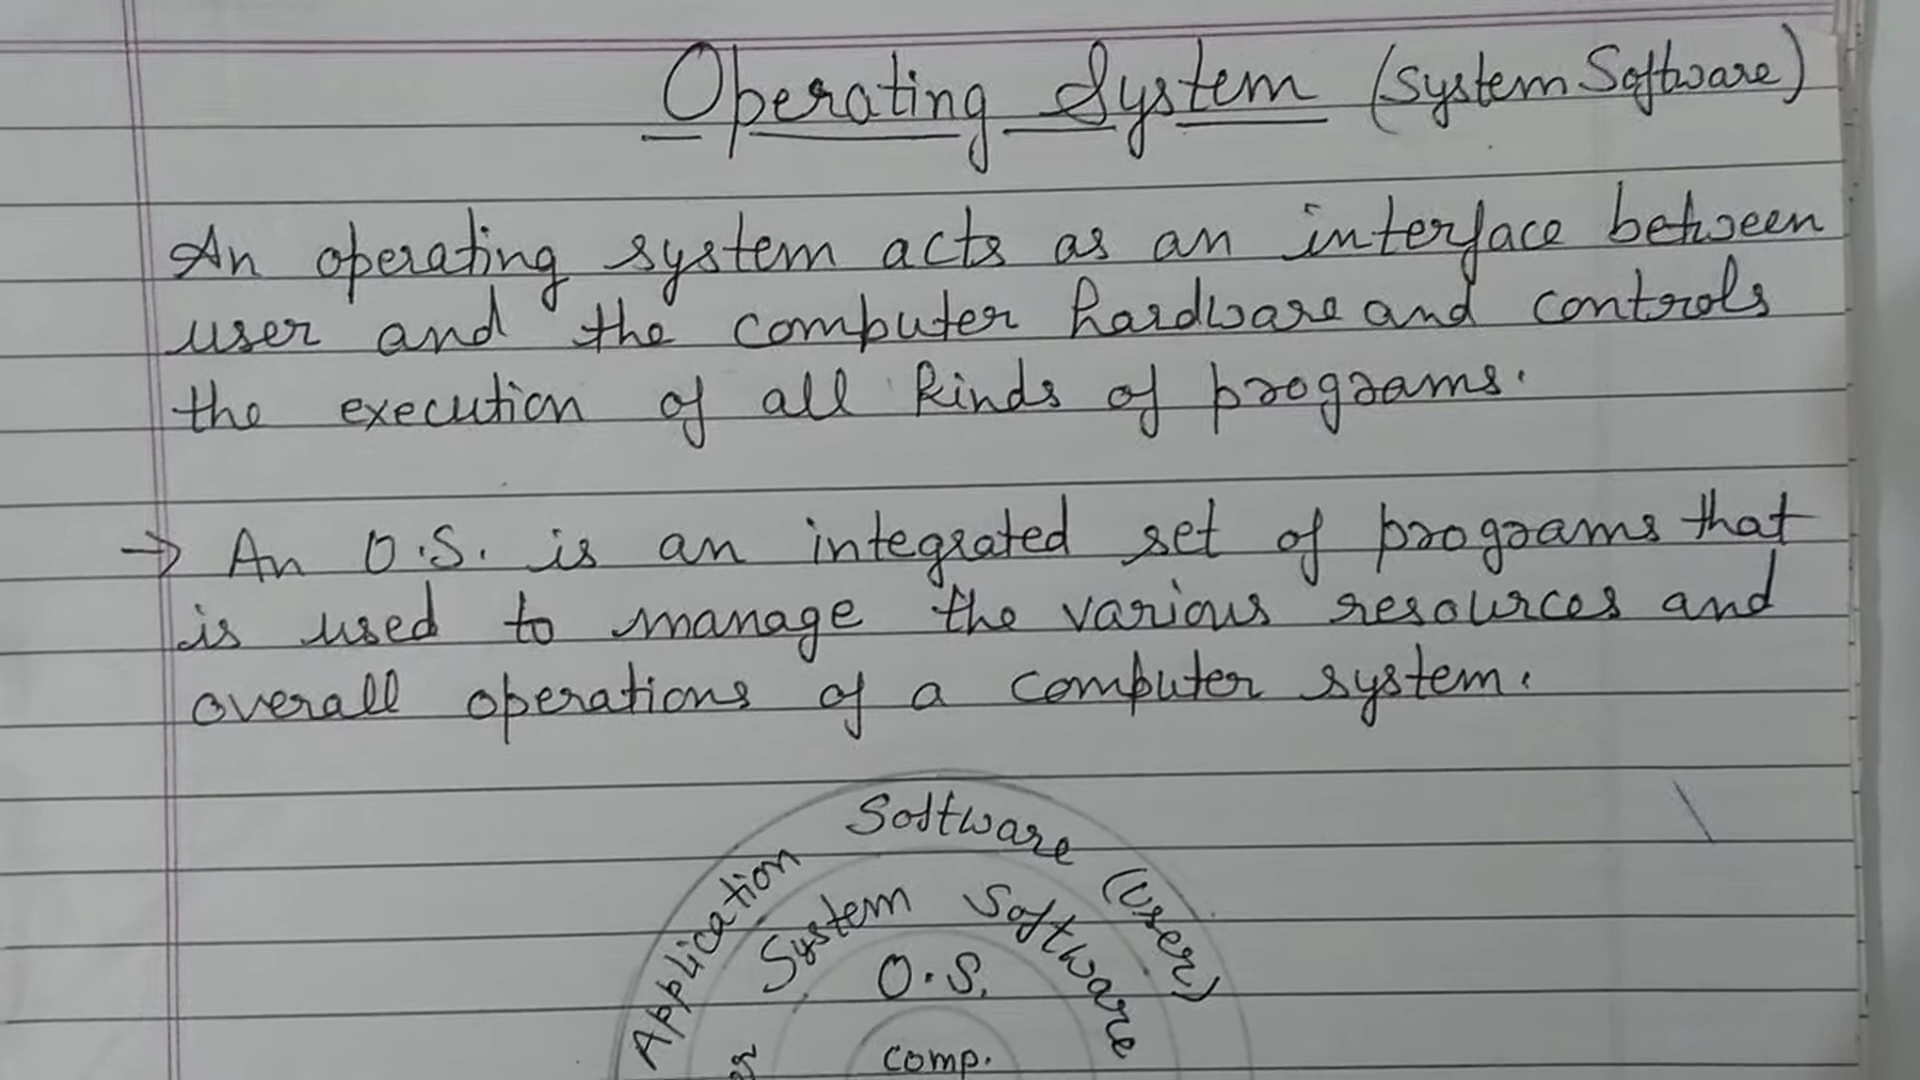 Operating System (System Software)
An operating system acts as an interface between
user and the computer hardware and controls
the execution of all kinds of programs.
→ An O.S. is an integrated set of programs that
is used to manage the various resources and
overall operations of a computer system.
Application Software (User)
System Software
O.S.
comp.